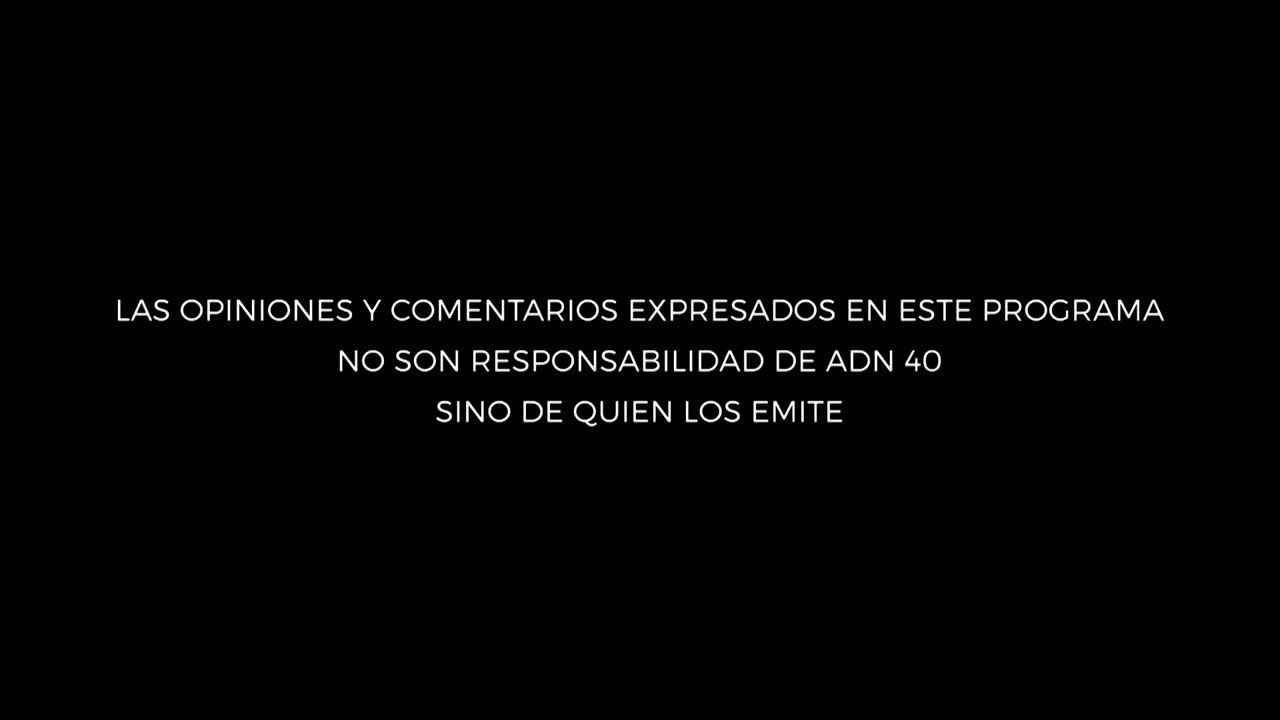 LAS OPINIONES Y COMENTARIOS EXPRESADOS EN ESTE PROGRAMA
NO SON RESPONSABILIDAD DE ADN 40
SINO DE QUIEN LOS EMITE